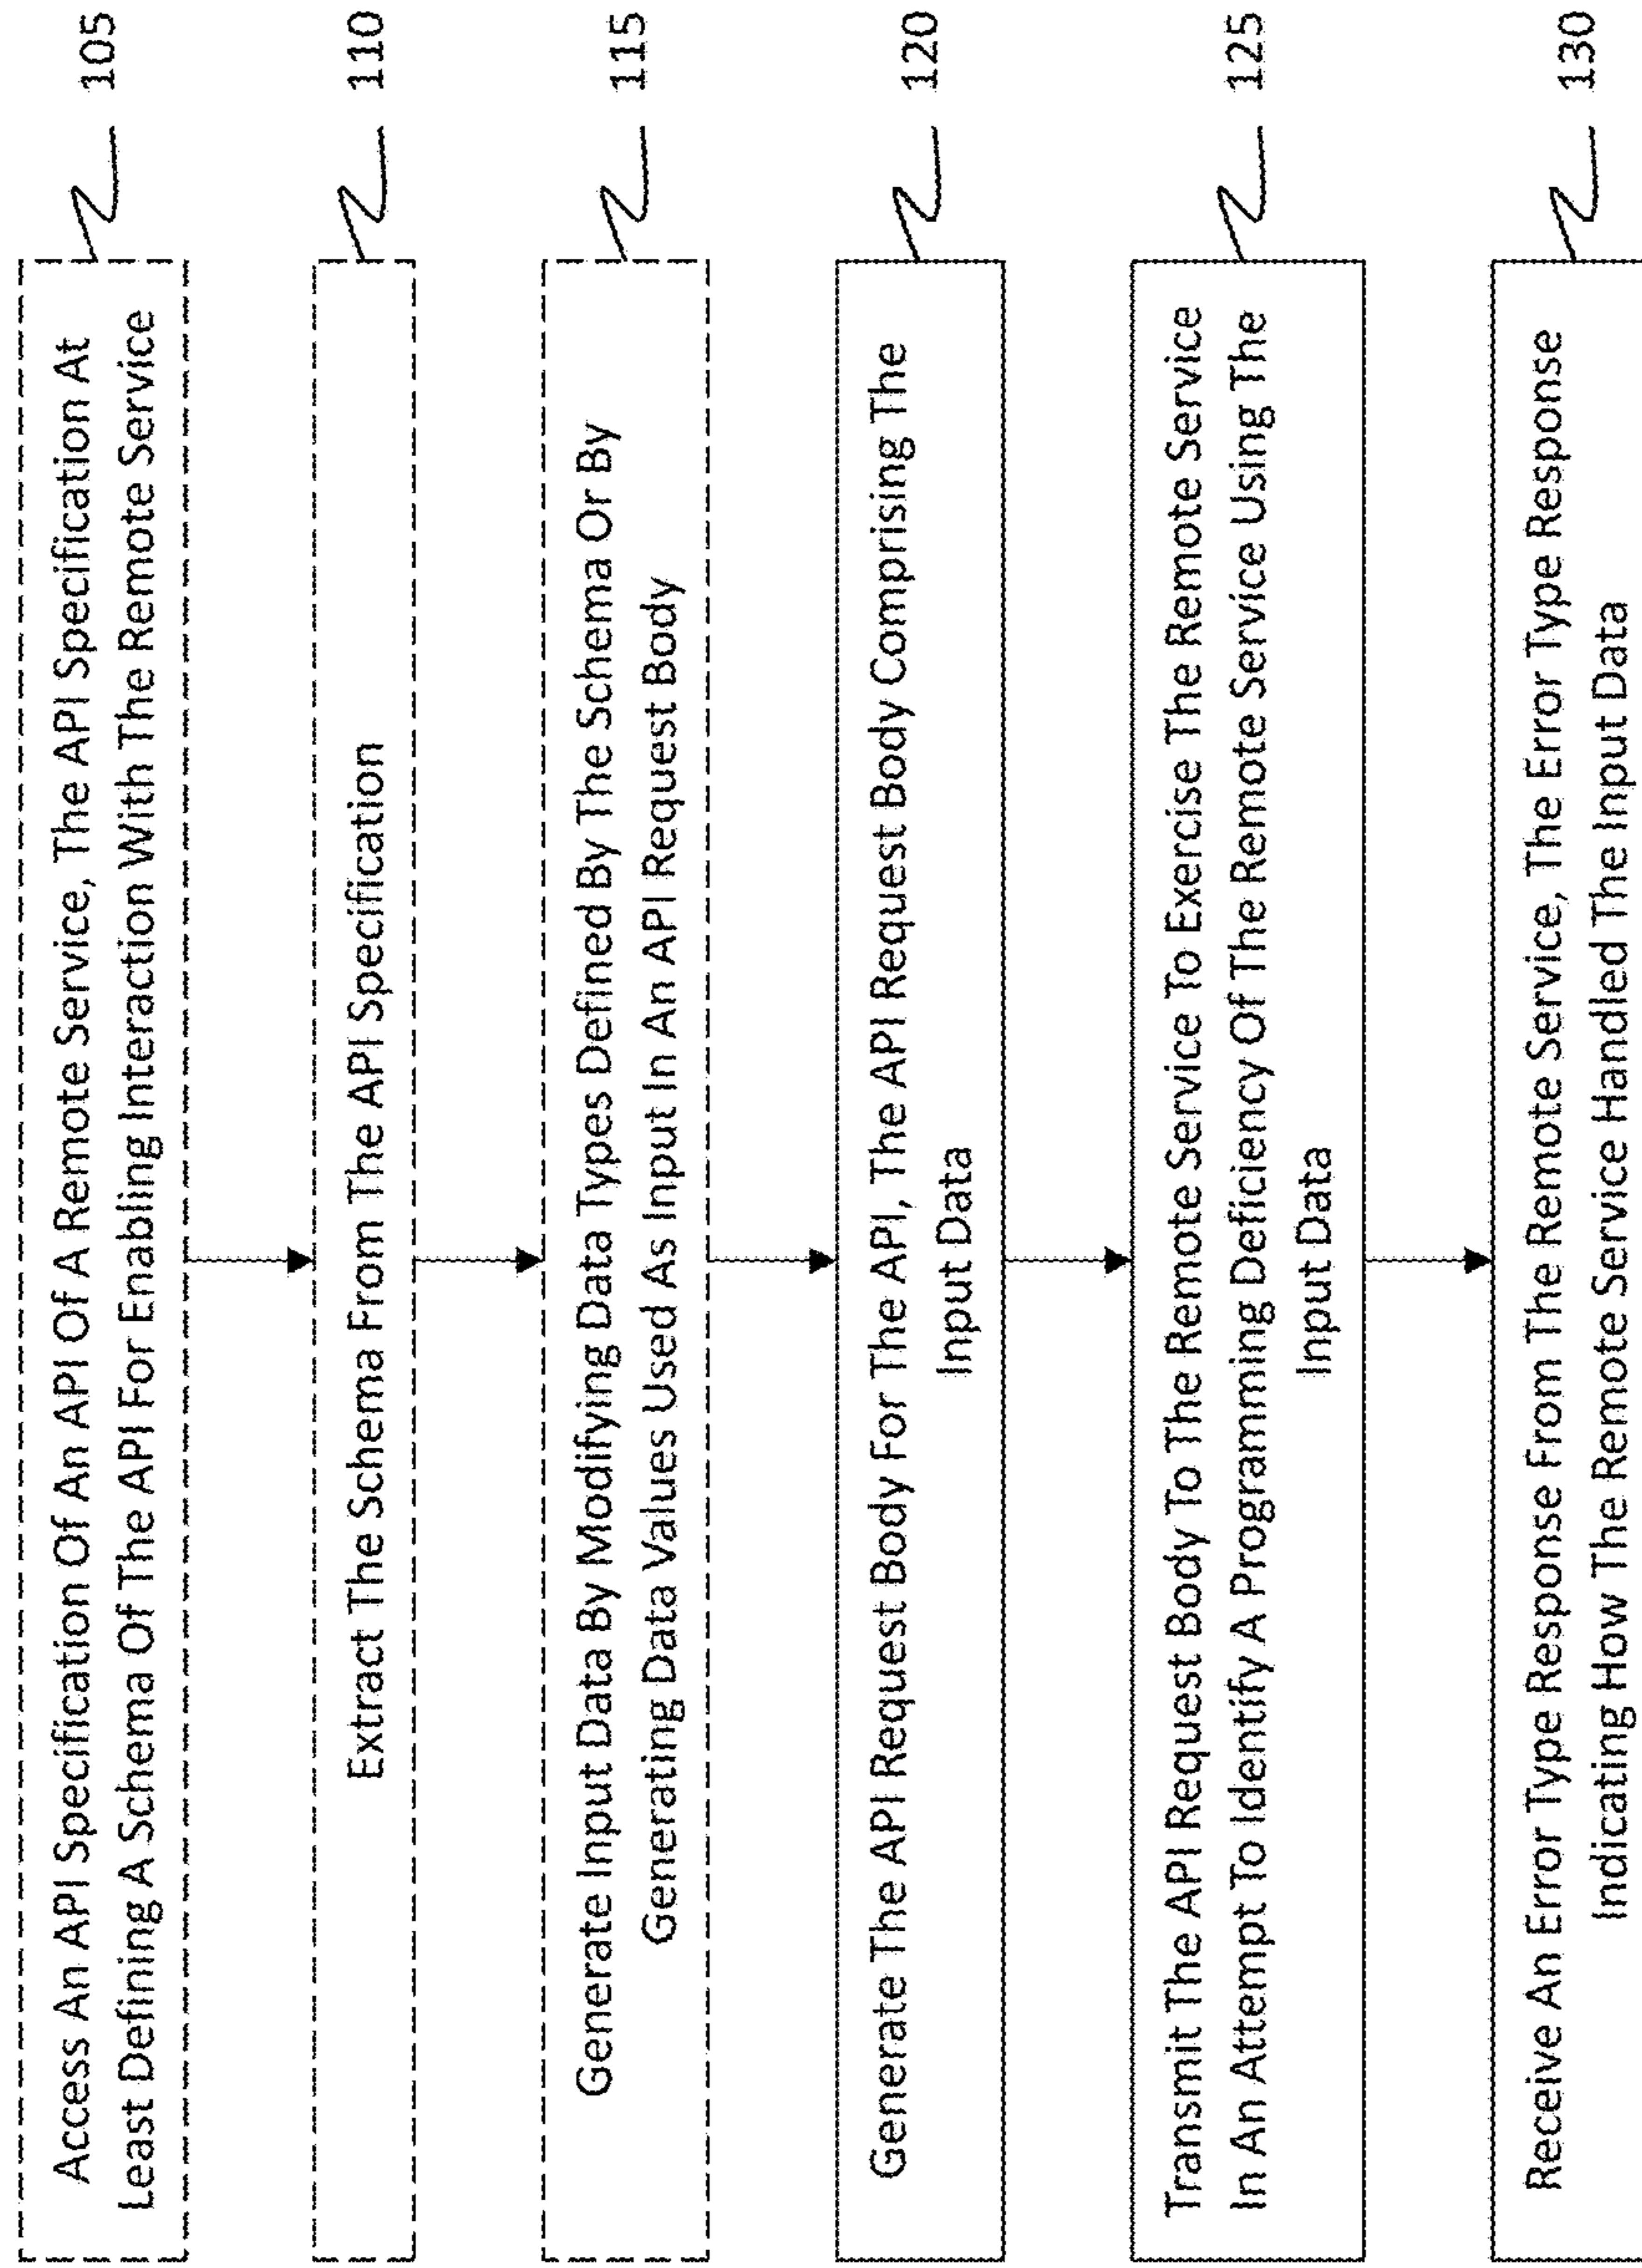 Access An API Specification Of An API Of A Remote Service, The API Specification At
Least Defining A Schema Of The API For Enabling Interaction With The Remote Service
105
Extract The Schema From The API Specification
110
Generate Input Data By Modifying Data Types Defined By The Schema Or By
Generating Data Values Used As Input In An API Request Body
115
Generate The API Request Body For The API, The API Request Body Comprising The
Input Data
120
Transmit The API Request Body To The Remote Service To Exercise The Remote Service
In An Attempt To Identify A Programming Deficiency Of The Remote Service Using The
Input Data
125
Receive An Error Type Response From The Remote Service, The Error Type Response
Indicating How The Remote Service Handled The Input Data
130